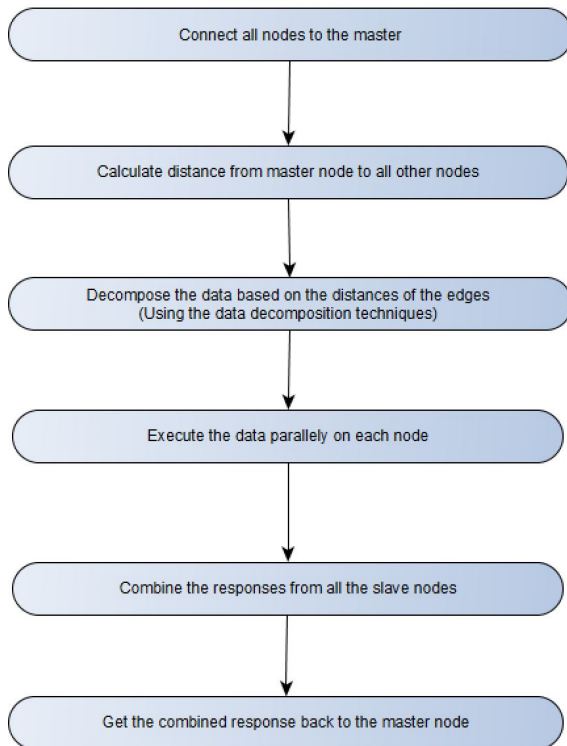 Connect all nodes to the master
Calculate distance from master node to all other nodes
Decompose the data based on the distances of the edges
(Using the data decomposition techniques)
Execute the data parallely on each node
Combine the responses from all the slave nodes
Get the combined response back to the master node